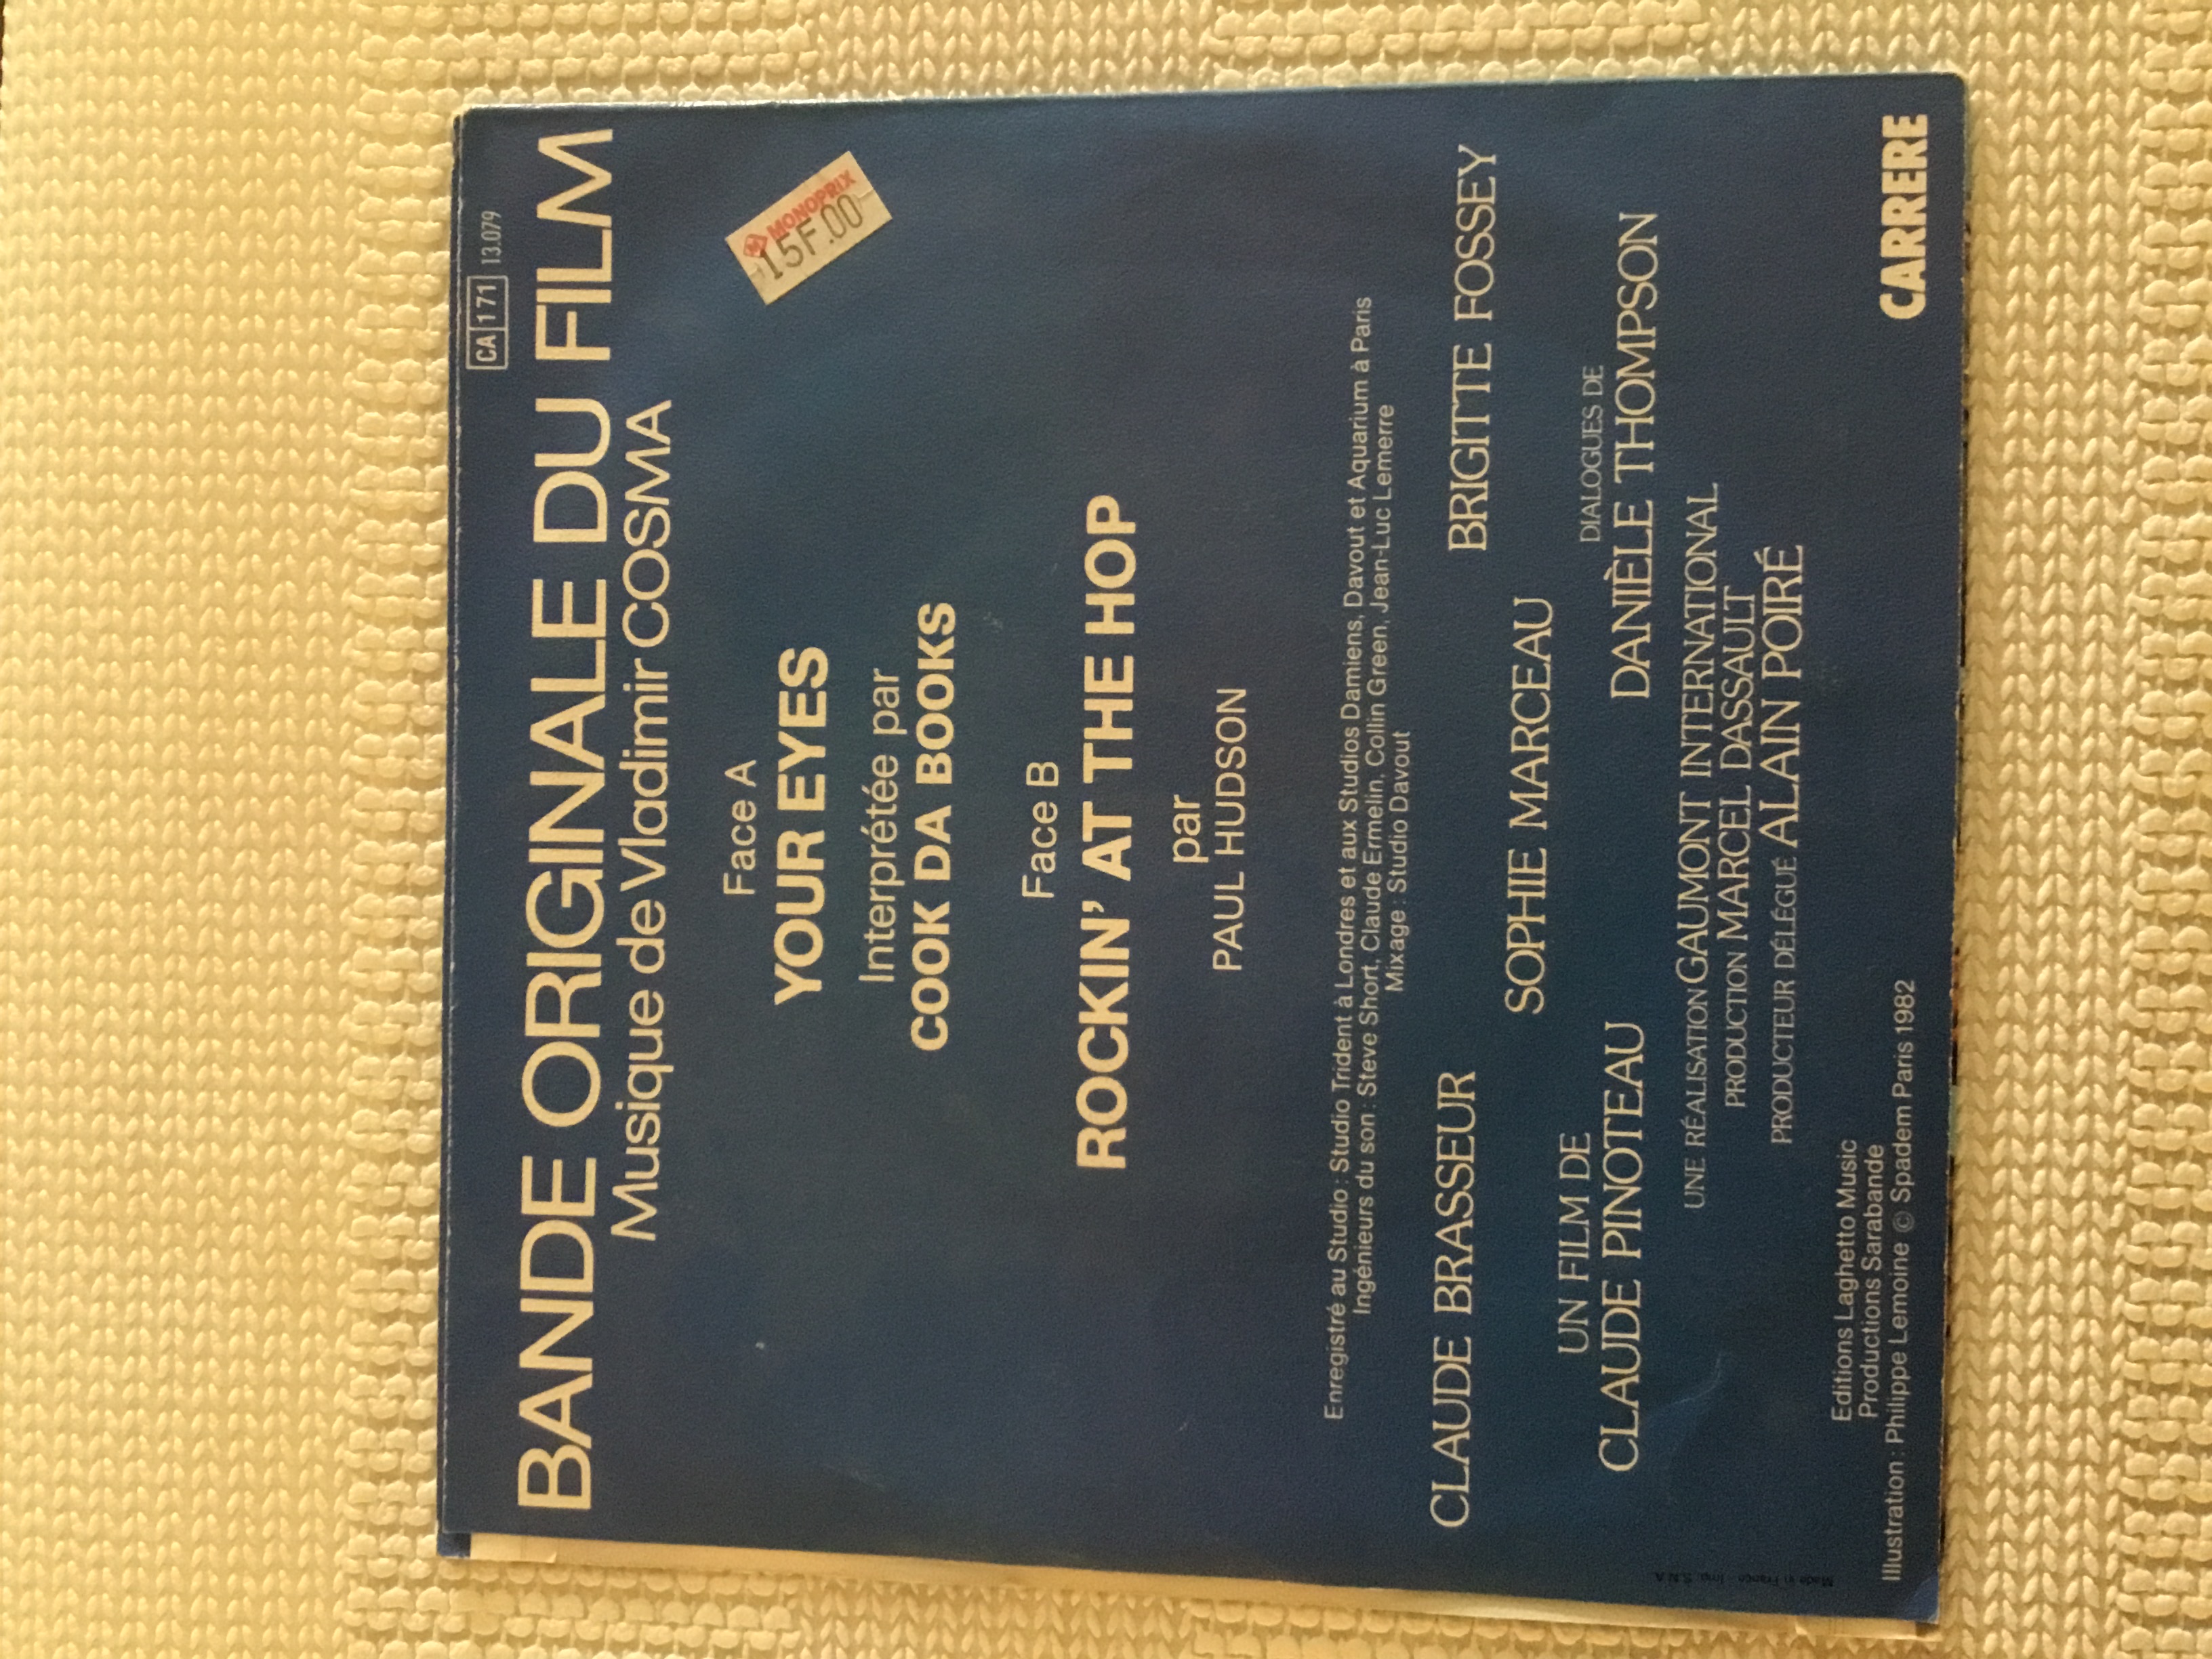 CA 171 13.079
BANDE ORIGINALE DU FILM
Musique de Vladimir COSMA
MONOPRIX
15F.00
Face A
YOUR EYES
Interprétée par
COOK DA BOOKS
Face B
ROCKIN' AT THE HOP
par
PAUL HUDSON
Enregistré au Studio : Studio Trident à Londres et aux Studios Damiens, Davout et Aquarium à Paris
Ingénieurs du son : Steve Short, Claude Ermelin, Collin Green, Jean-Luc Lemerre
Mixage : Studio Davout
CLAUDE BRASSEUR BRIGITTE FOSSEY
SOPHIE MARCEAU
UN FILM DE
CLAUDE PINOTEAU
DIALOGUES DE
DANIÈLE THOMPSON
UNE RÉALISATION GAUMONT INTERNATIONAL
PRODUCTION MARCEL DASSAULT
PRODUCTEUR DÉLÉGUÉ ALAIN POIRÉ
Editions Laghetto Music
Productions Sarabande
Illustration : Philippe Lemoine © Spadem Paris 1982
CARRERE
Made in France - Imp. S.N.A.